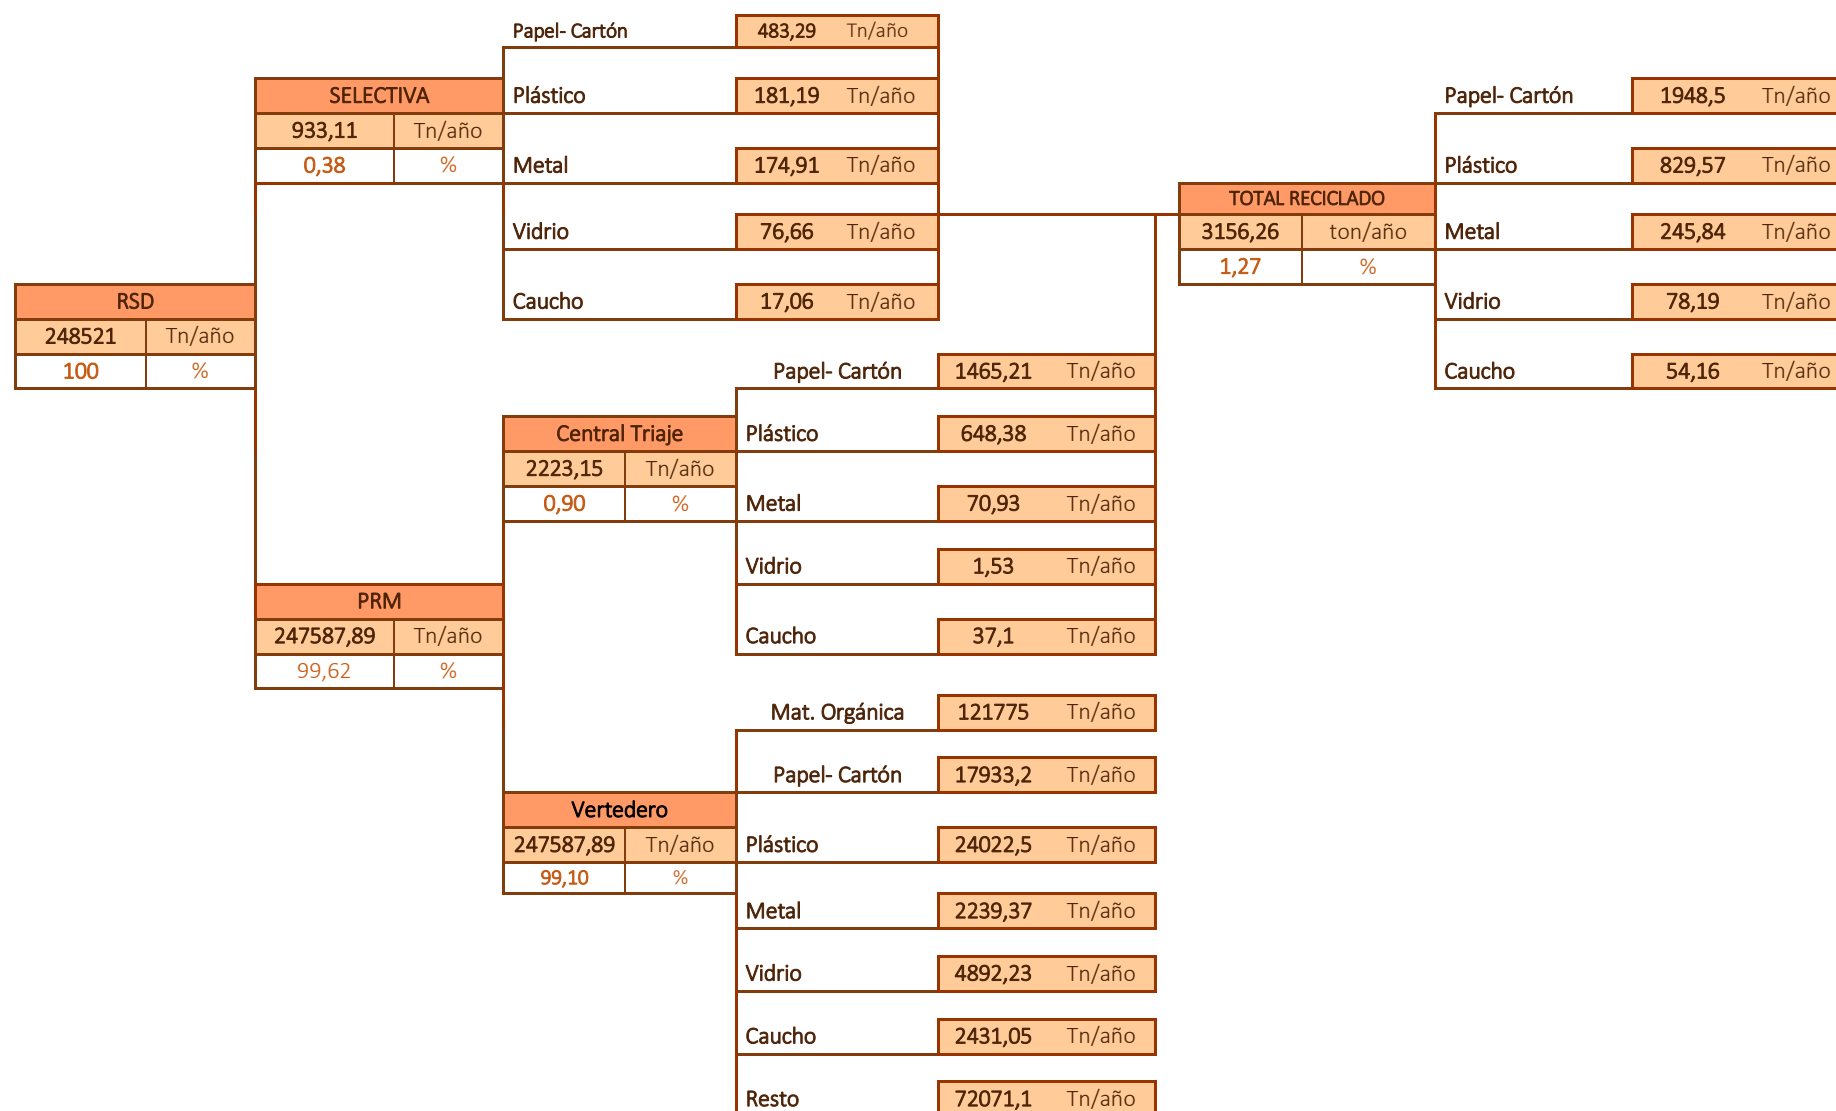 Papel- Cartón 483,29 Tn/año
SELECTIVA Plástico 181,19 Tn/año Papel- Cartón 1948,5 Tn/año
933,11 Tn/año
0,38 % Metal 174,91 Tn/año Plástico 829,57 Tn/año
TOTAL RECICLADO
Vidrio 76,66 Tn/año 3156,26 ton/año Metal 245,84 Tn/año
1,27 %
RSD Caucho 17,06 Tn/año Vidrio 78,19 Tn/año
248521 Tn/año
100 % Papel- Cartón 1465,21 Tn/año Caucho 54,16 Tn/año
Central Triaje Plástico 648,38 Tn/año
2223,15 Tn/año
0,90 % Metal 70,93 Tn/año
Vidrio 1,53 Tn/año
PRM
247587,89 Tn/año Caucho 37,1 Tn/año
99,62 %
Mat. Orgánica 121775 Tn/año
Papel- Cartón 17933,2 Tn/año
Vertedero
247587,89 Tn/año Plástico 24022,5 Tn/año
99,10 %
Metal 2239,37 Tn/año
Vidrio 4892,23 Tn/año
Caucho 2431,05 Tn/año
Resto 72071,1 Tn/año